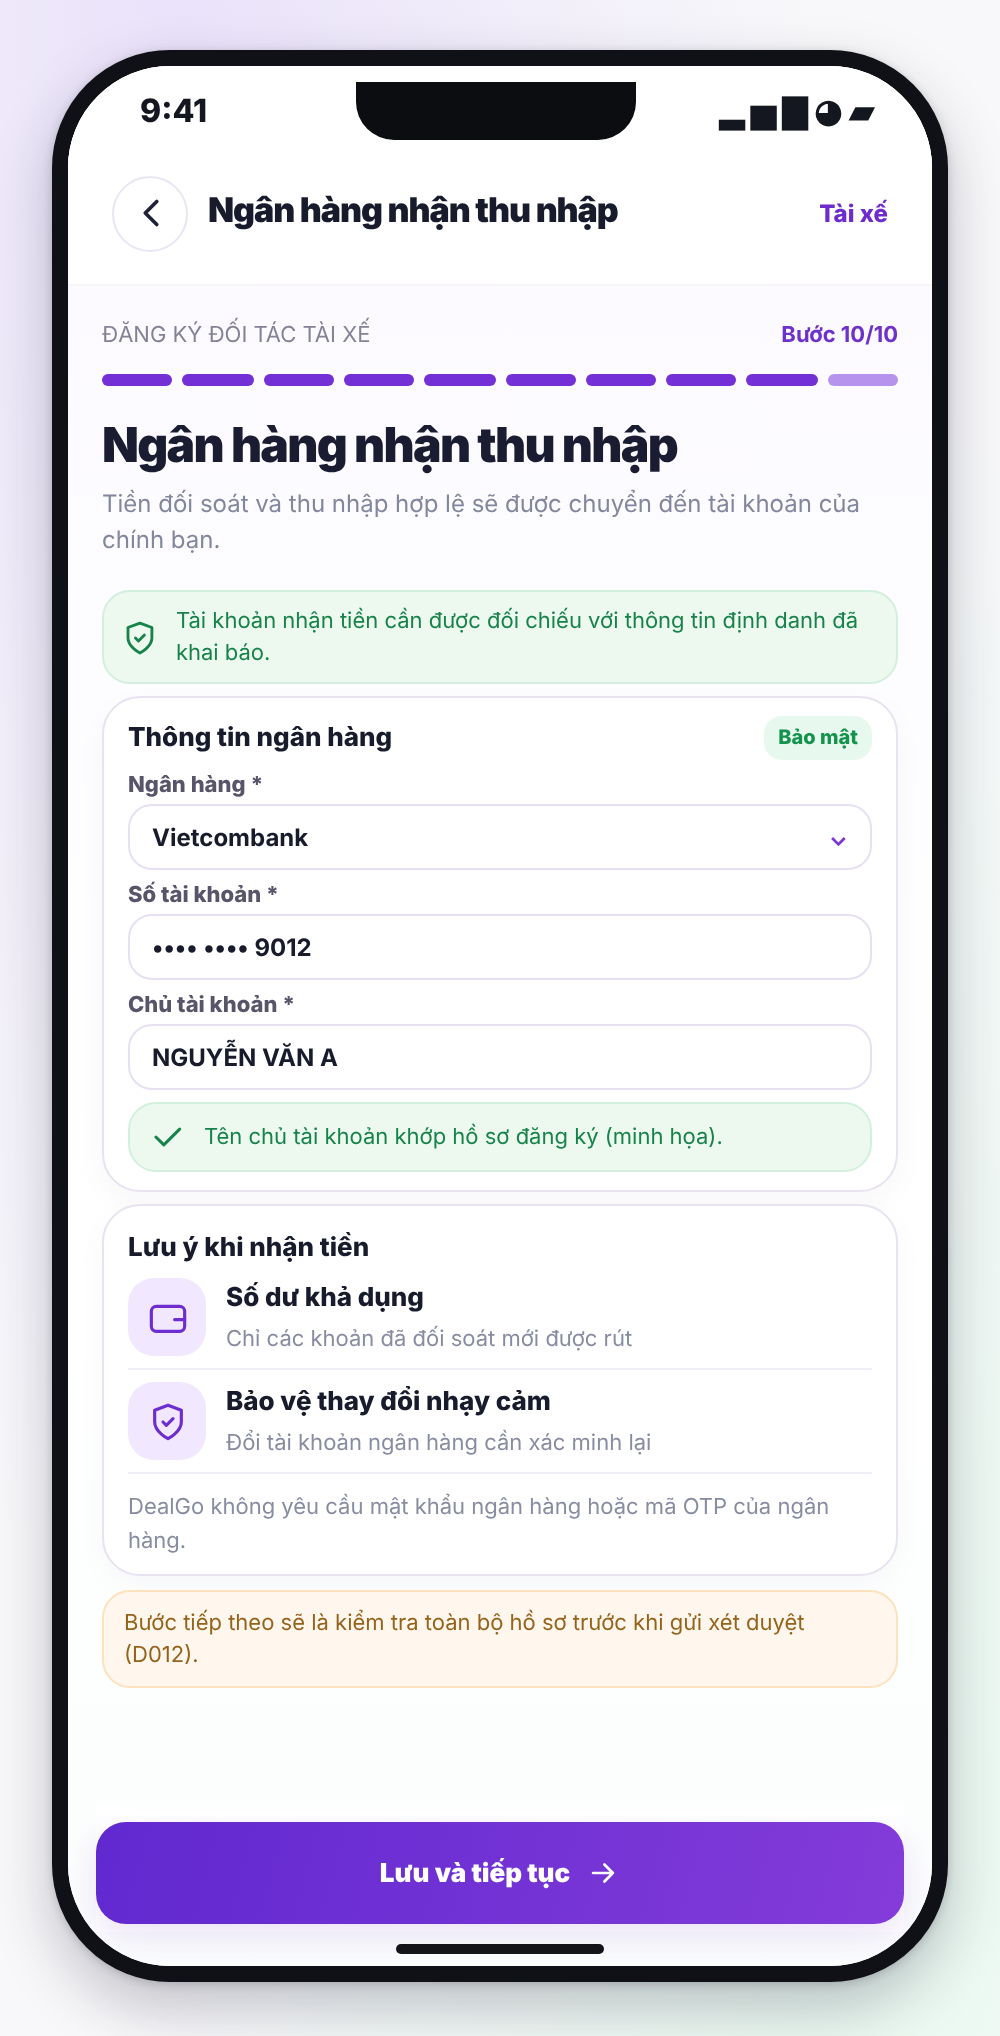 9:41
Ngân hàng nhận thu nhập
Tài xế
ĐĂNG KÝ ĐỐI TÁC TÀI XẾ
Bước 10/10
Ngân hàng nhận thu nhập
Tiền đối soát và thu nhập hợp lệ sẽ được chuyển đến tài khoản của
chính bạn.
Tài khoản nhận tiền cần được đối chiếu với thông tin định danh đã
khai báo.
Thông tin ngân hàng
Bảo mật
Ngân hàng *
Vietcombank
Số tài khoản *
•••• •••• 9012
Chủ tài khoản *
NGUYỄN VĂN A
Tên chủ tài khoản khớp hồ sơ đăng ký (minh họa).
Lưu ý khi nhận tiền
Số dư khả dụng
Chỉ các khoản đã đối soát mới được rút
Bảo vệ thay đổi nhạy cảm
Đổi tài khoản ngân hàng cần xác minh lại
DealGo không yêu cầu mật khẩu ngân hàng hoặc mã OTP của ngân
hàng.
Bước tiếp theo sẽ là kiểm tra toàn bộ hồ sơ trước khi gửi xét duyệt
(D012).
Lưu và tiếp tục →